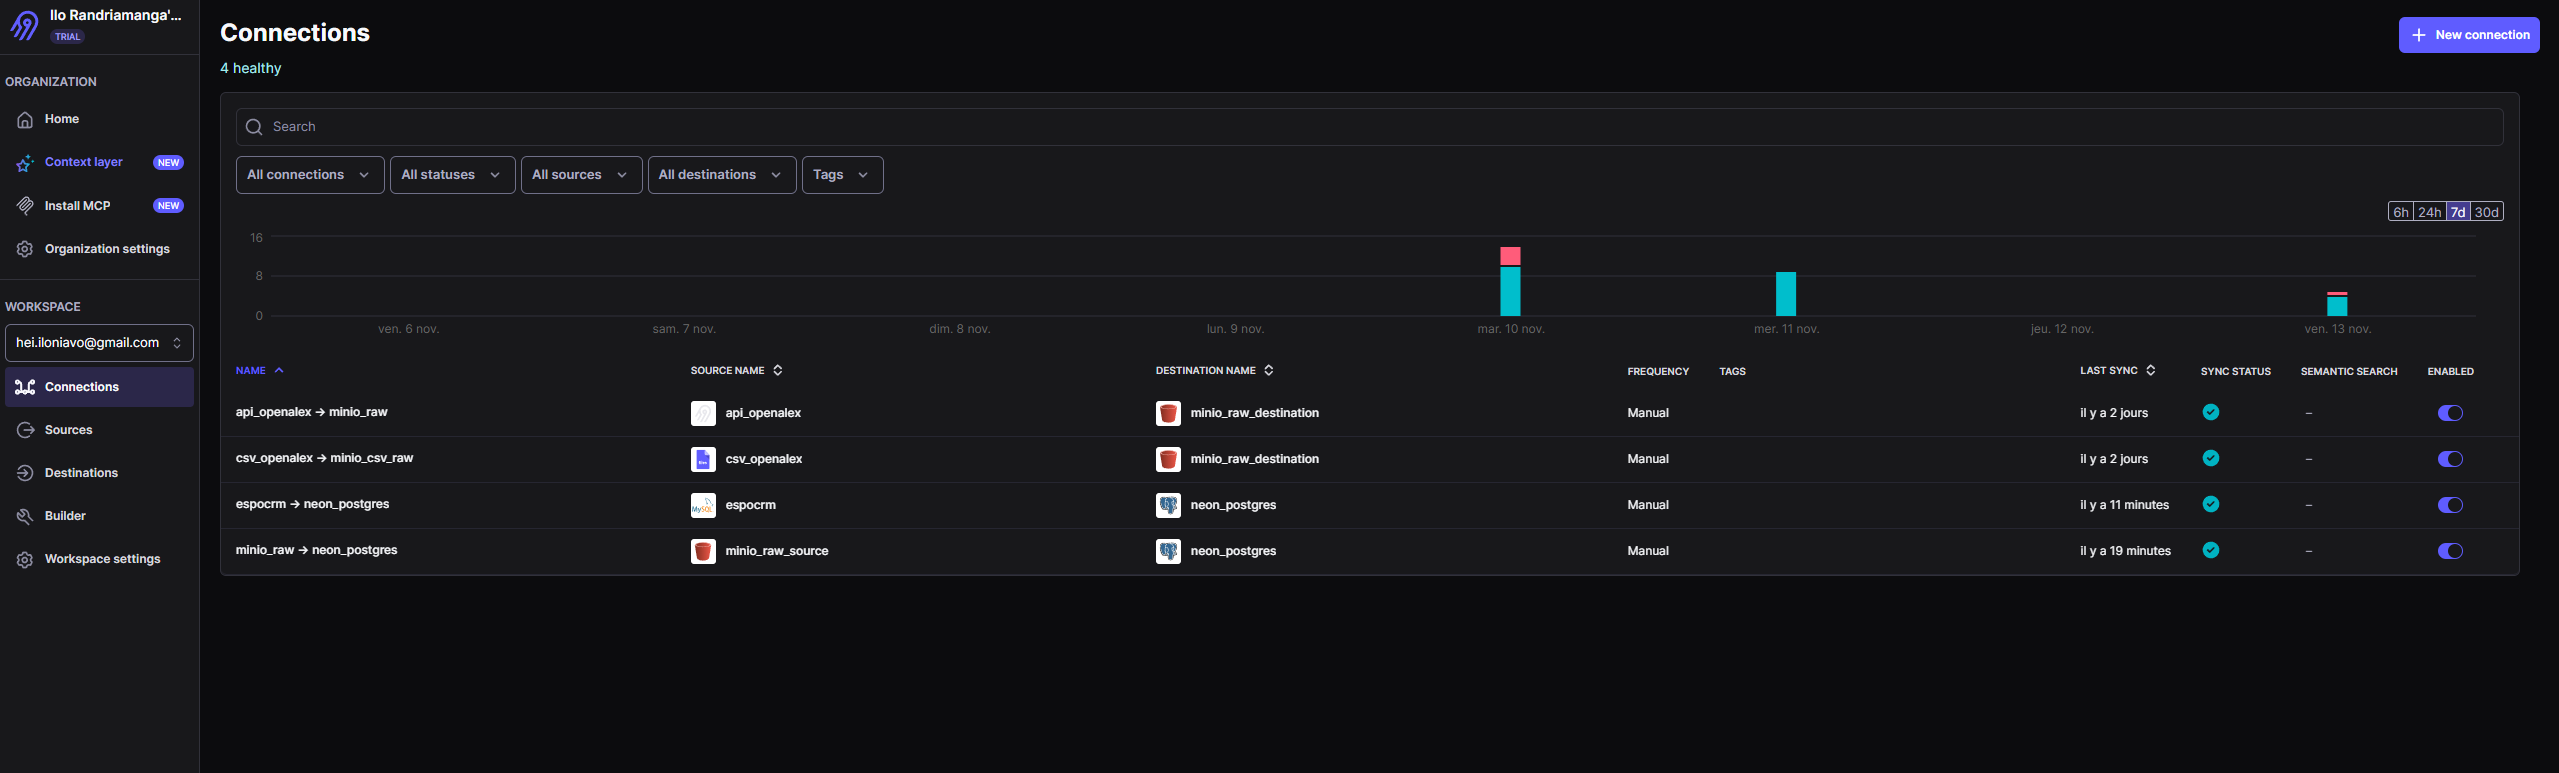 Ilo Randriamanga'...
TRIAL
ORGANIZATION
Home
Context layer NEW
Install MCP NEW
Organization settings
WORKSPACE
hei.iloniavo@gmail.com
Connections
Sources
Destinations
Builder
Workspace settings
Connections
New connection
4 healthy
Search
All connections All statuses All sources All destinations Tags
6h 24h 7d 30d
16
8
0
ven. 6 nov. sam. 7 nov. dim. 8 nov. lun. 9 nov. mar. 10 nov. mer. 11 nov. jeu. 12 nov. ven. 13 nov.
NAME SOURCE NAME DESTINATION NAME FREQUENCY TAGS LAST SYNC SYNC STATUS SEMANTIC SEARCH ENABLED
api_openalex → minio_raw api_openalex minio_raw_destination Manual il y a 2 jours –
csv_openalex → minio_csv_raw csv_openalex minio_raw_destination Manual il y a 2 jours –
espocrm → neon_postgres MySQL espocrm neon_postgres Manual il y a 11 minutes –
minio_raw → neon_postgres minio_raw_source neon_postgres Manual il y a 19 minutes –